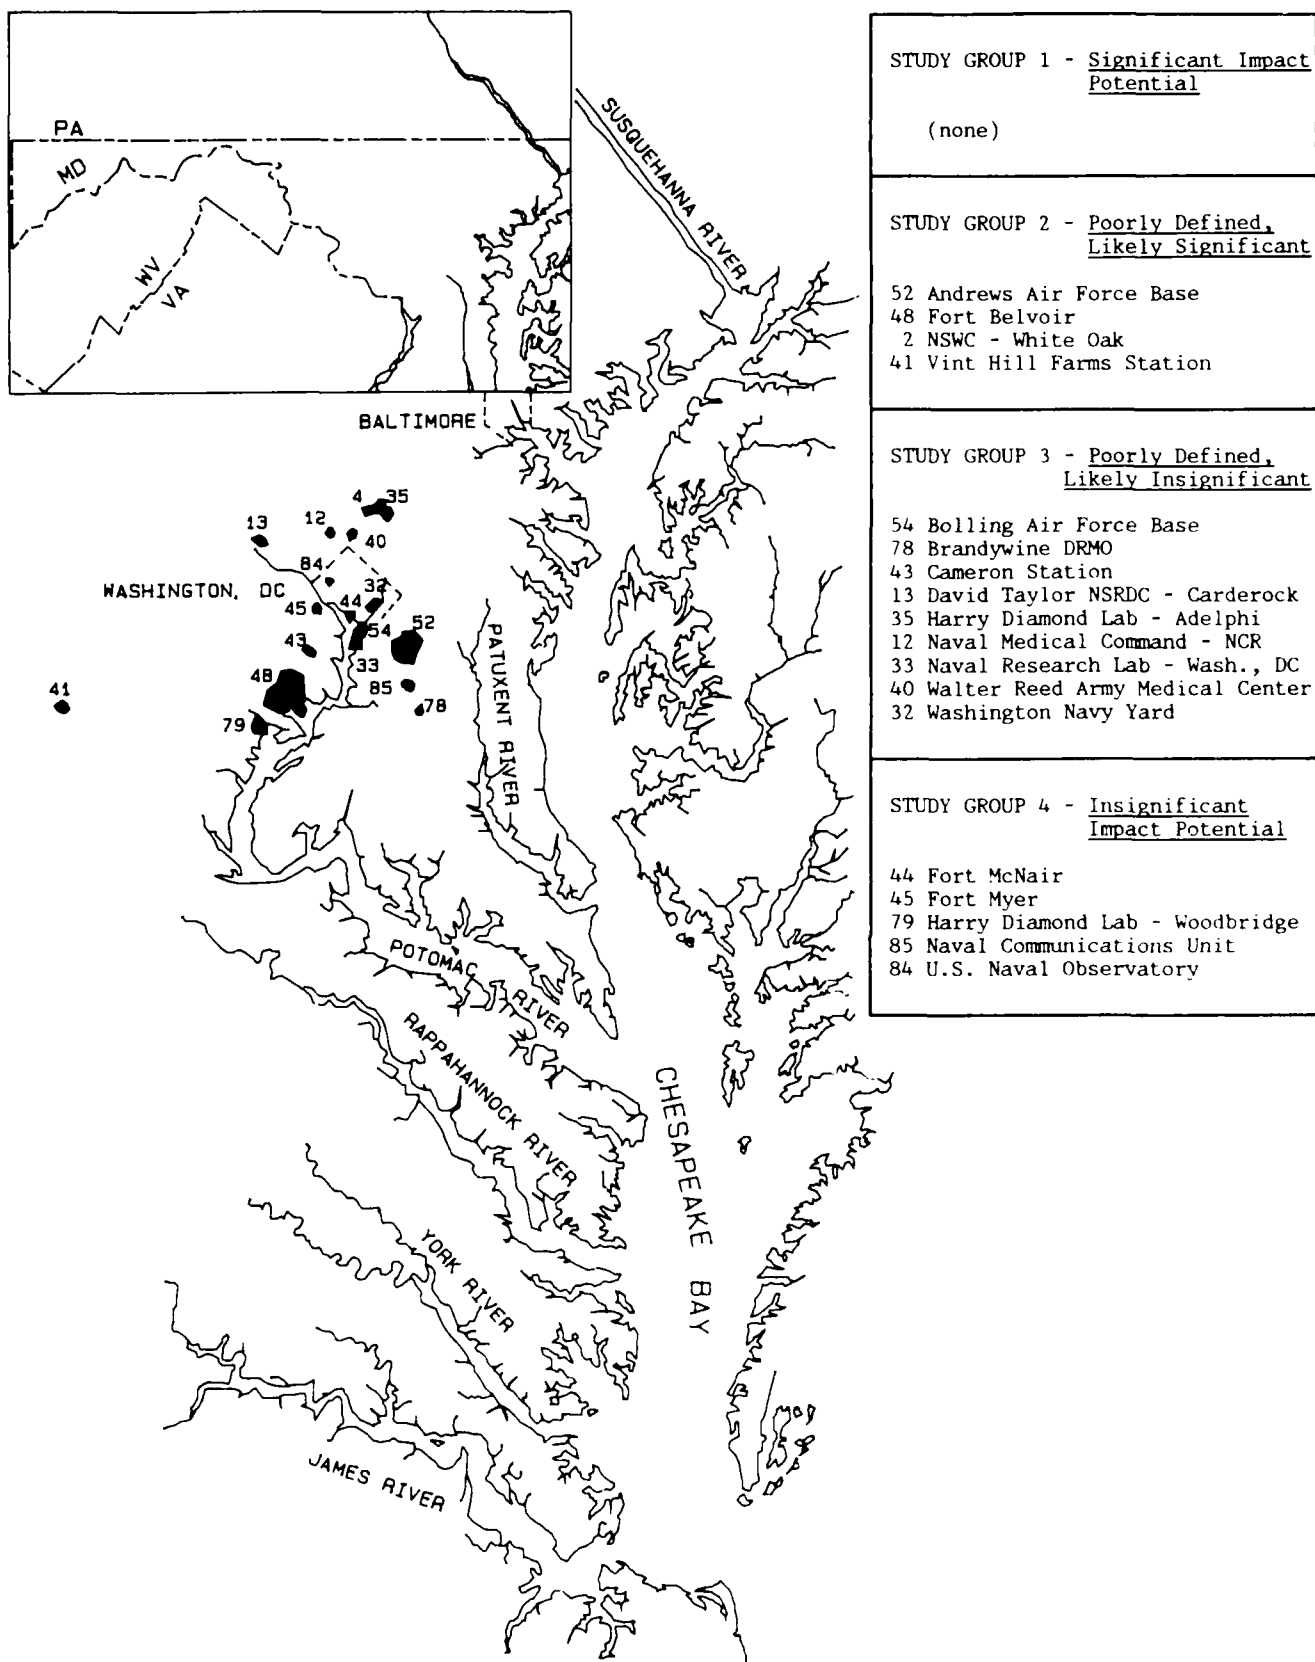 PA
MD
WV
VA
SUSQUEHANNA RIVER
BALTIMORE
4
35
13
12
40
84
WASHINGTON, DC
32
45
44
54
52
43
33
48
85
41
78
79
PATUXENT RIVER
POTOMAC RIVER
RAPPAHANNOCK RIVER
CHESAPEAKE BAY
YORK RIVER
JAMES RIVER
STUDY GROUP 1 - Significant Impact
Potential
(none)
STUDY GROUP 2 - Poorly Defined,
Likely Significant
52 Andrews Air Force Base
48 Fort Belvoir
2 NSWC - White Oak
41 Vint Hill Farms Station
STUDY GROUP 3 - Poorly Defined,
Likely Insignificant
54 Bolling Air Force Base
78 Brandywine DRMO
43 Cameron Station
13 David Taylor NSRDC - Carderock
35 Harry Diamond Lab - Adelphi
12 Naval Medical Command - NCR
33 Naval Research Lab - Wash., DC
40 Walter Reed Army Medical Center
32 Washington Navy Yard
STUDY GROUP 4 - Insignificant
Impact Potential
44 Fort McNair
45 Fort Myer
79 Harry Diamond Lab - Woodbridge
85 Naval Communications Unit
84 U.S. Naval Observatory